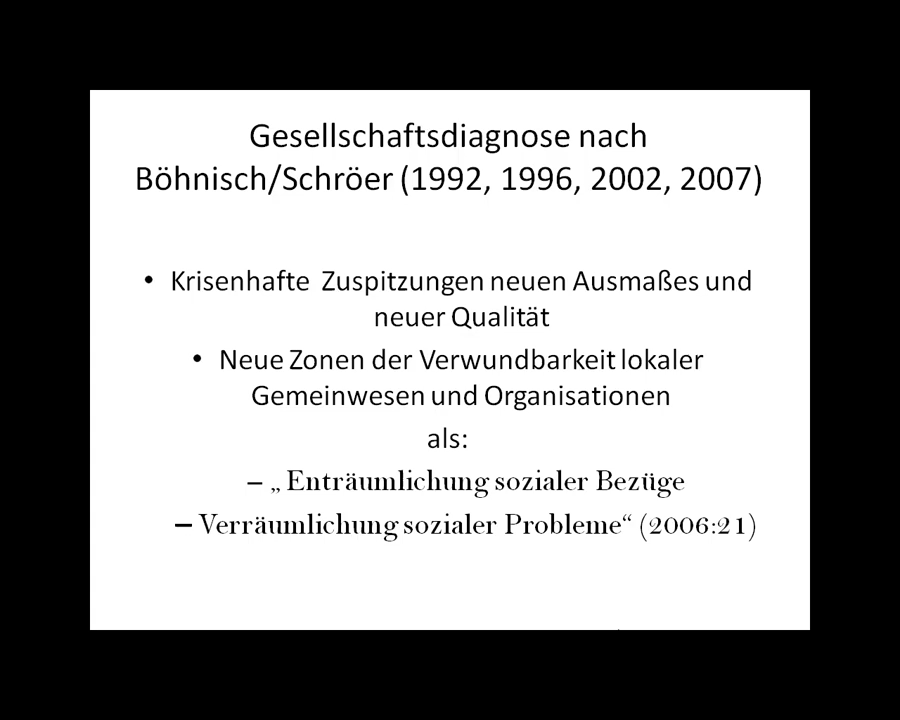 Gesellschaftsdiagnose nach
Böhnisch/Schröer (1992, 1996, 2002, 2007)
• Krisenhafte Zuspitzungen neuen Ausmaßes und
neuer Qualität
• Neue Zonen der Verwundbarkeit lokaler
Gemeinwesen und Organisationen
als:
– „ Enträumlichung sozialer Bezüge
– Verräumlichung sozialer Probleme“ (2006:21)